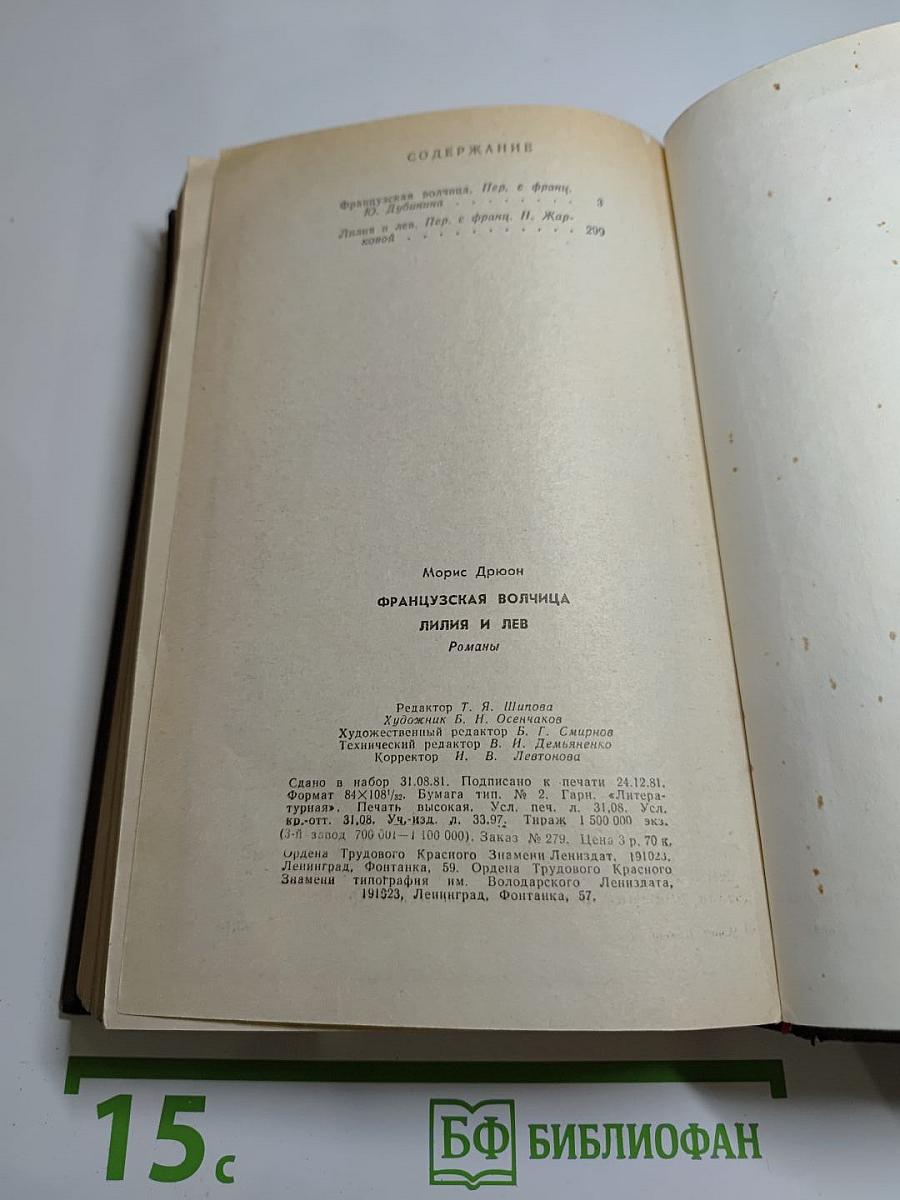 СОДЕРЖАНИЕ
Французская волчица. Пер. с франц.
Ю. Дубинина . . . . . . . . 3
Лилия и лев. Пер. с франц. Н. Жар-
ковой . . . . . . . . . . . 299
Морис Дрюон
ФРАНЦУЗСКАЯ ВОЛЧИЦА
ЛИЛИЯ И ЛЕВ
Романы
Редактор Т. Я. Шипова
Художник Б. Н. Осенчаков
Художественный редактор Б. Г. Смирнов
Технический редактор В. И. Демьяненко
Корректор И. В. Левтонова
Сдано в набор 31.08.81. Подписано к печати 24.12.81.
Формат 84×108¹/₃₂. Бумага тип. № 2. Гарн. «Литера-
турная». Печать высокая. Усл. печ. л. 31,08. Усл.
кр.-отт. 31,08. Уч.-изд. л. 33,97. Тираж 1 500 000 экз.
(3-й завод 700 001—1 100 000). Заказ № 279. Цена 3 р. 70 к.
Ордена Трудового Красного Знамени Лениздат, 191023,
Ленинград, Фонтанка, 59. Ордена Трудового Красного
Знамени типография им. Володарского Лениздата,
191023, Ленинград, Фонтанка, 57.
15 с
БФ БИБЛИОФАН